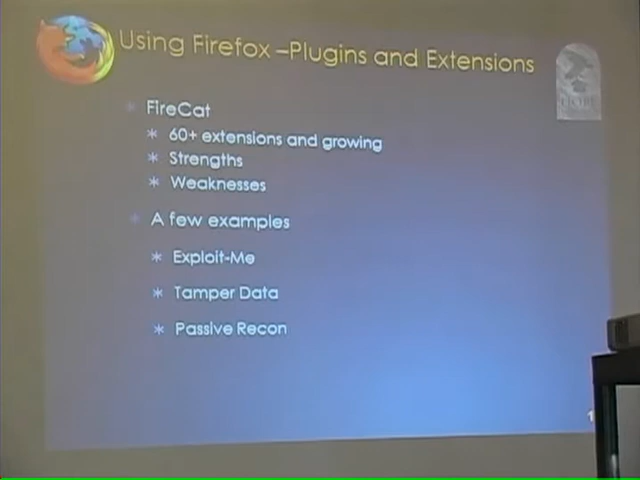 Using Firefox –Plugins and Extensions
FireCat
* 60+ extensions and growing
* Strengths
* Weaknesses
A few examples
* Exploit-Me
* Tamper Data
* Passive Recon